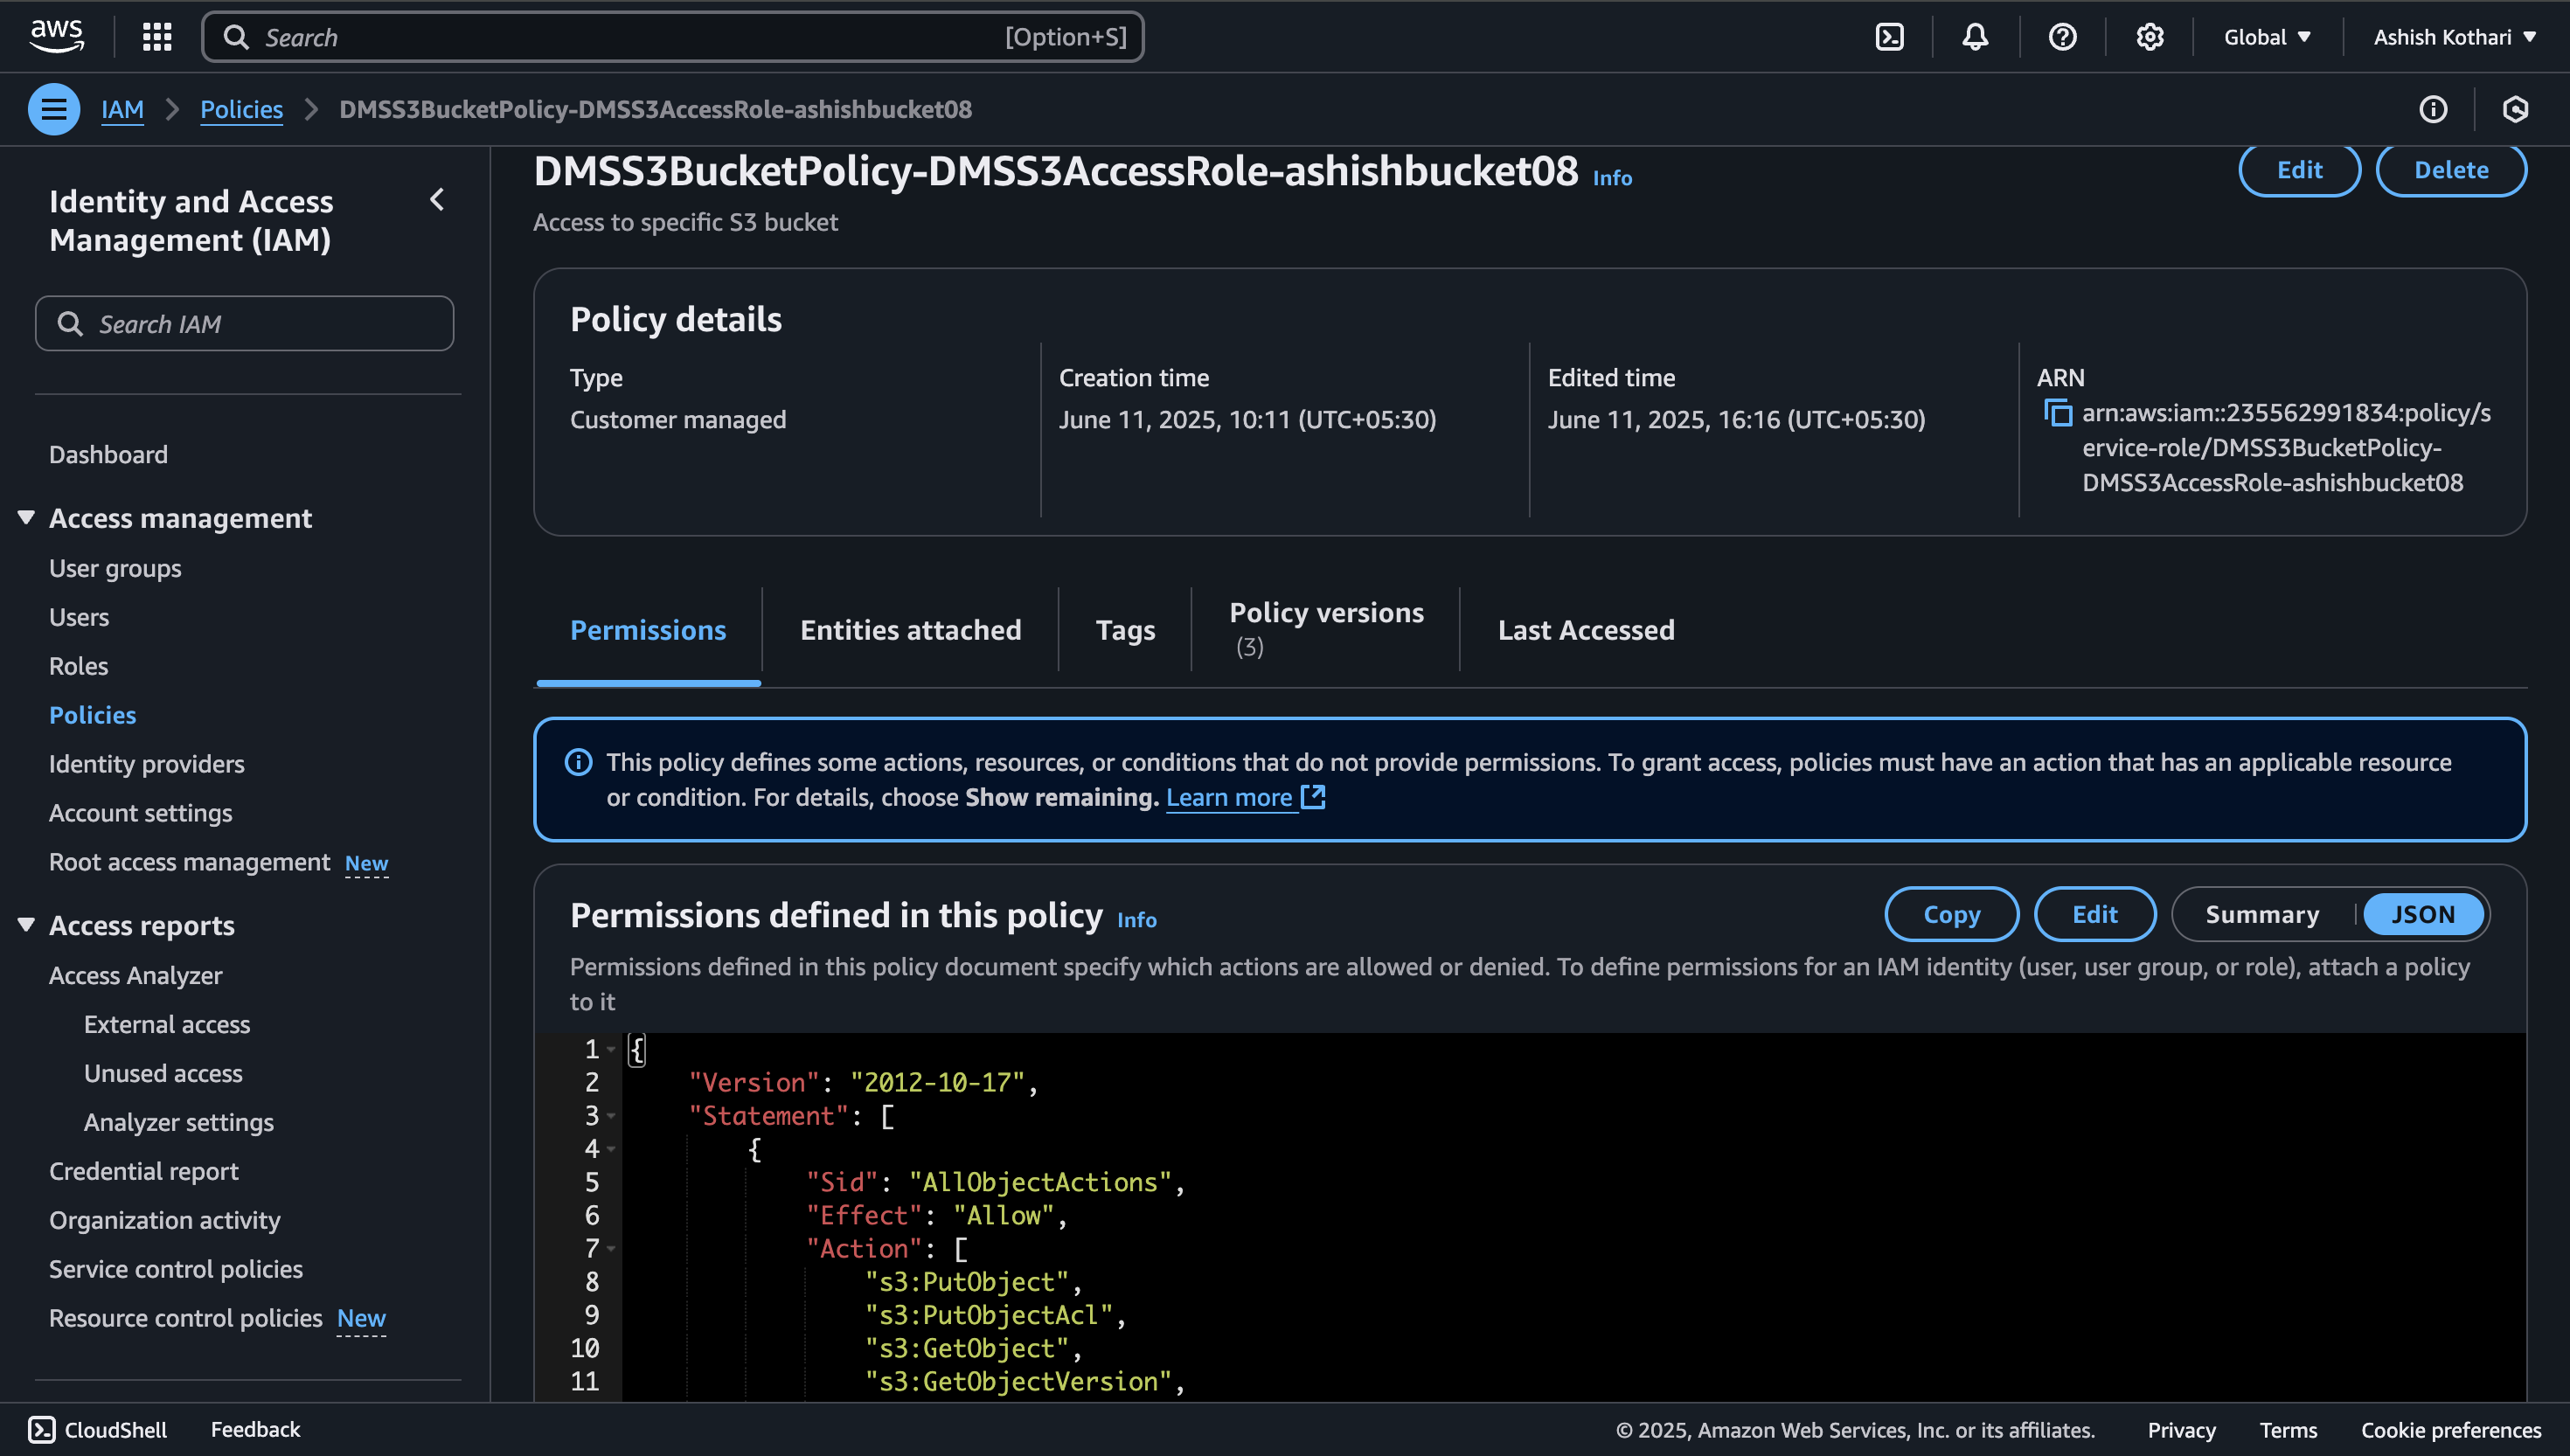 aws
Search
[Option+S]
Global
Ashish Kothari
IAM
Policies
DMSS3BucketPolicy-DMSS3AccessRole-ashishbucket08
Identity and Access
Management (IAM)
Search IAM
Dashboard
Access management
User groups
Users
Roles
Policies
Identity providers
Account settings
Root access management New
Access reports
Access Analyzer
External access
Unused access
Analyzer settings
Credential report
Organization activity
Service control policies
Resource control policies New
DMSS3BucketPolicy-DMSS3AccessRole-ashishbucket08 Info
Edit
Delete
Access to specific S3 bucket
Policy details
Type
Customer managed
Creation time
June 11, 2025, 10:11 (UTC+05:30)
Edited time
June 11, 2025, 16:16 (UTC+05:30)
ARN
arn:aws:iam::235562991834:policy/s
ervice-role/DMSS3BucketPolicy-
DMSS3AccessRole-ashishbucket08
Permissions
Entities attached
Tags
Policy versions
(3)
Last Accessed
This policy defines some actions, resources, or conditions that do not provide permissions. To grant access, policies must have an action that has an applicable resource
or condition. For details, choose Show remaining. Learn more
Permissions defined in this policy Info
Copy
Edit
Summary
JSON
Permissions defined in this policy document specify which actions are allowed or denied. To define permissions for an IAM identity (user, user group, or role), attach a policy
to it
1 {
2 "Version": "2012-10-17",
3 "Statement": [
4 {
5 "Sid": "AllObjectActions",
6 "Effect": "Allow",
7 "Action": [
8 "s3:PutObject",
9 "s3:PutObjectAcl",
10 "s3:GetObject",
11 "s3:GetObjectVersion",
CloudShell
Feedback
© 2025, Amazon Web Services, Inc. or its affiliates.
Privacy
Terms
Cookie preferences